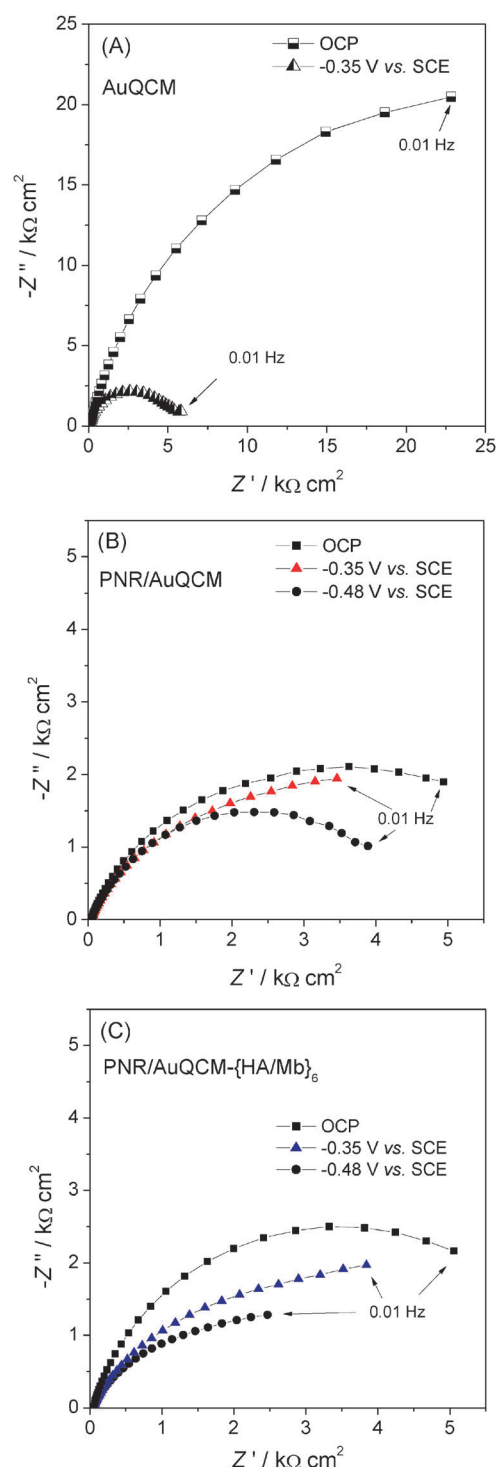 (A)
OCP
-0.35 V vs. SCE
AuQCM
0.01 Hz
0.01 Hz
25
20
15
10
5
0
-Z'' / kΩ cm²
0 5 10 15 20 25
Z' / kΩ cm²
(B)
OCP
PNR/AuQCM
-0.35 V vs. SCE
-0.48 V vs. SCE
0.01 Hz
5
4
3
2
1
0
-Z'' / kΩ cm²
0 1 2 3 4 5
Z' / kΩ cm²
(C)
PNR/AuQCM-{HA/Mb}₆
OCP
-0.35 V vs. SCE
-0.48 V vs. SCE
0.01 Hz
5
4
3
2
1
0
-Z'' / kΩ cm²
0 1 2 3 4 5
Z' / kΩ cm²